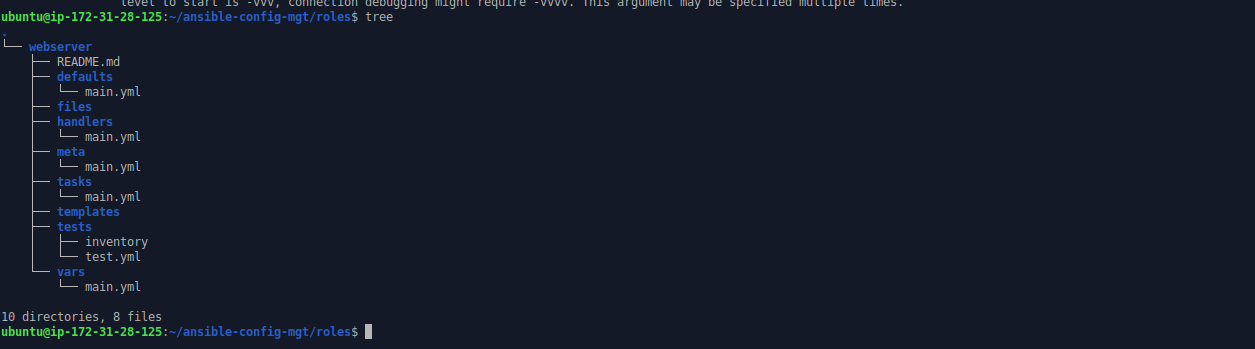 level to start is -vvv, connection debugging might require -vvvv. This argument may be specified multiple times.
ubuntu@ip-172-31-28-125:~/ansible-config-mgt/roles$ tree
.
└── webserver
    ├── README.md
    ├── defaults
    │   └── main.yml
    ├── files
    ├── handlers
    │   └── main.yml
    ├── meta
    │   └── main.yml
    ├── tasks
    │   └── main.yml
    ├── templates
    ├── tests
    │   ├── inventory
    │   └── test.yml
    └── vars
        └── main.yml
10 directories, 8 files
ubuntu@ip-172-31-28-125:~/ansible-config-mgt/roles$